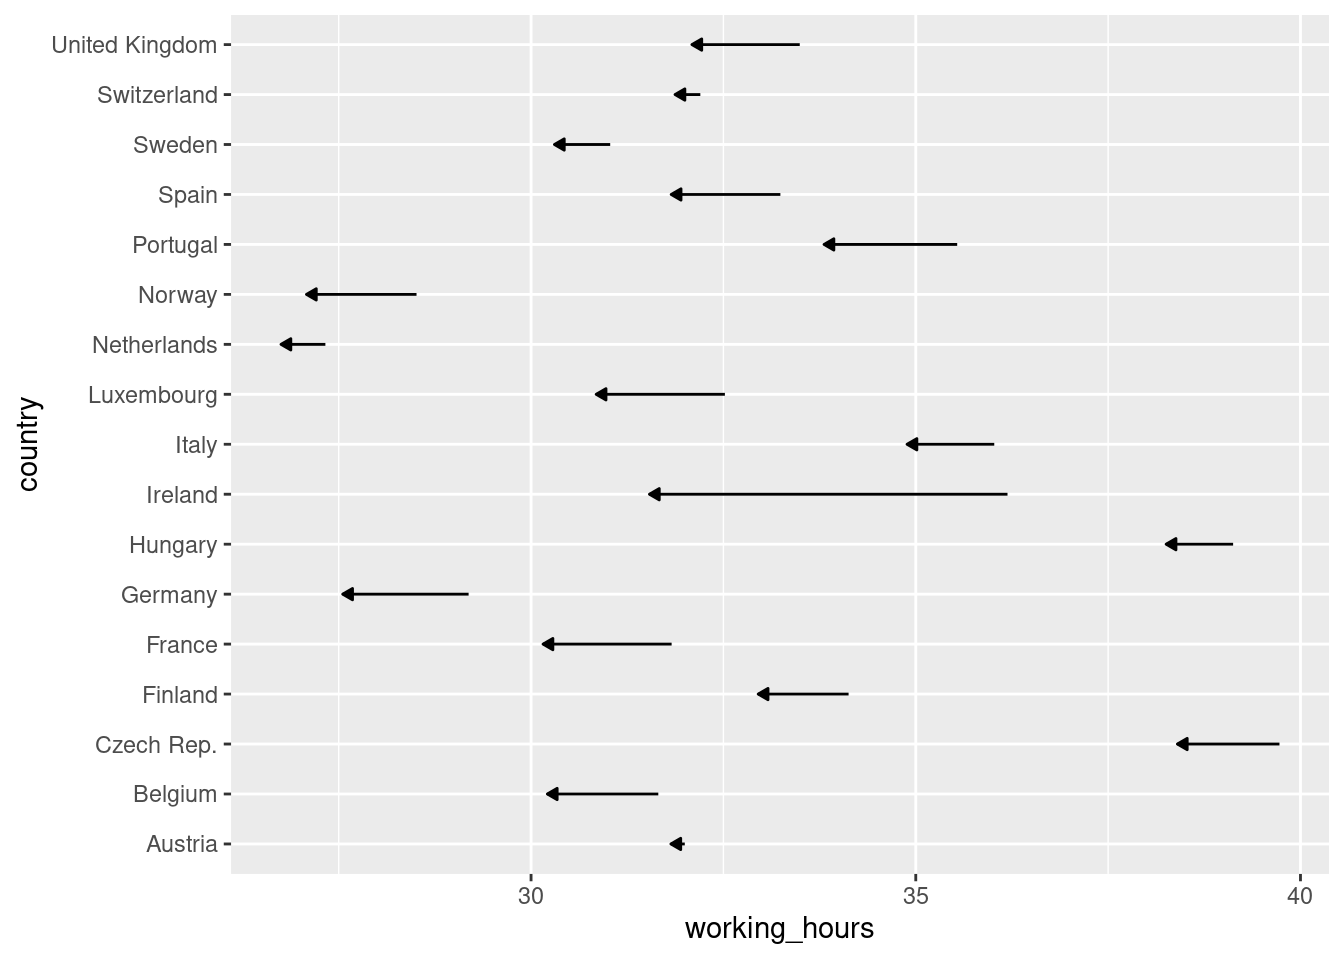 United Kingdom
Switzerland
Sweden
Spain
Portugal
Norway
Netherlands
Luxembourg
Italy
Ireland
Hungary
Germany
France
Finland
Czech Rep.
Belgium
Austria
country
30 35 40
working_hours